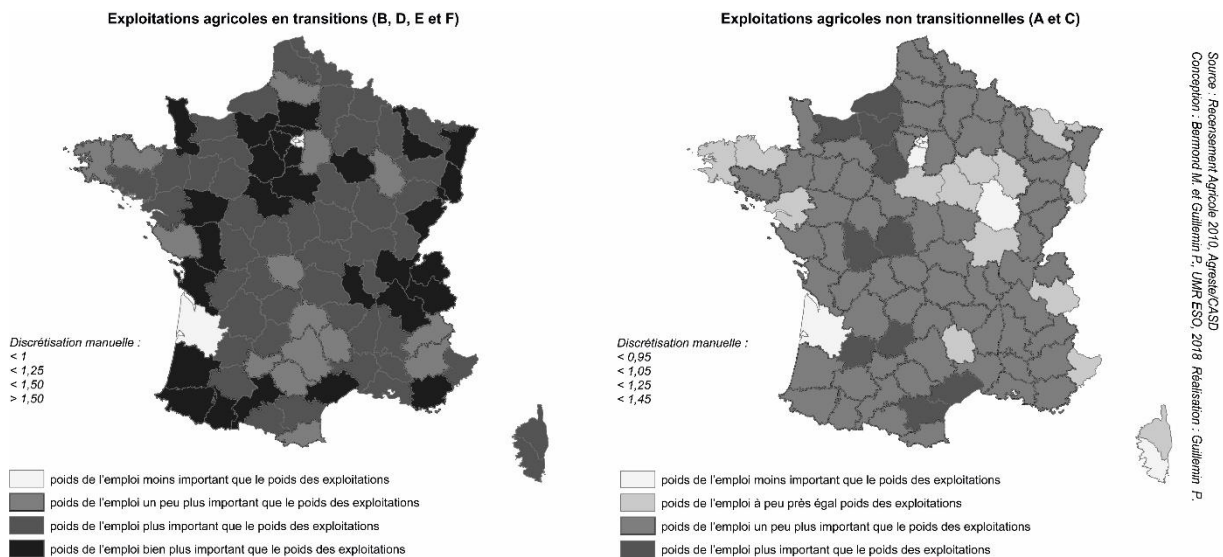 Exploitations agricoles en transitions (B, D, E et F)
Discrétisation manuelle :
< 1
< 1,25
< 1,50
> 1,50
poids de l'emploi moins important que le poids des exploitations
poids de l'emploi un peu plus important que le poids des exploitations
poids de l'emploi plus important que le poids des exploitations
poids de l'emploi bien plus important que le poids des exploitations
Exploitations agricoles non transitionnelles (A et C)
Discrétisation manuelle :
< 0,95
< 1,05
< 1,25
< 1,45
poids de l'emploi moins important que le poids des exploitations
poids de l'emploi à peu près égal poids des exploitations
poids de l'emploi un peu plus important que le poids des exploitations
poids de l'emploi plus important que le poids des exploitations
Source : Recensement Agricole 2010, Agreste/CASD
Conception : Bermond M. et Guillemin P., UMR ESO, 2018 Réalisation : Guillemin P.